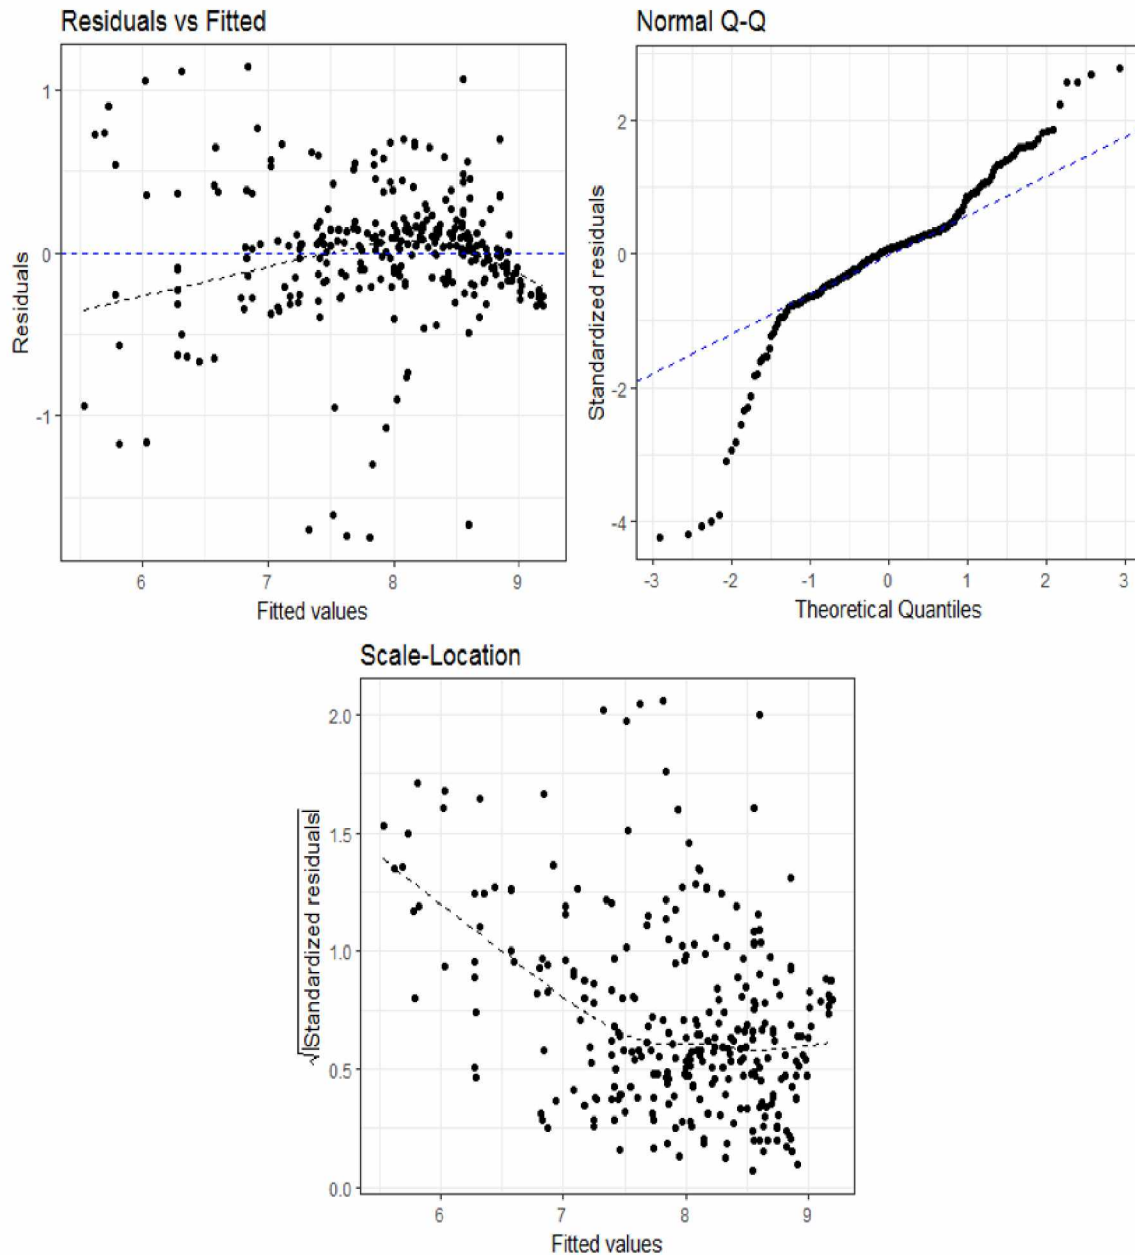 Residuals vs Fitted
1
0
-1
Residuals
6 7 8 9
Fitted values
Normal Q-Q
2
0
-2
-4
Standardized residuals
-3 -2 -1 0 1 2 3
Theoretical Quantiles
Scale-Location
2.0
1.5
1.0
0.5
0.0
√|Standardized residuals|
6 7 8 9
Fitted values